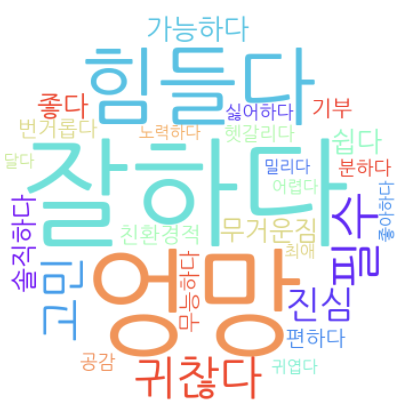 가능하다
힘들다
좋다
싫어하다
기부
번거롭다
노력하다
헷갈리다
쉽다
달다
잘하다
밀리다
분하다
어렵다
좋아하다
솔직하다
친환경적
무거운짐
필수
최애
고민
엉망
무능하다
진심
편하다
공감
귀찮다
귀엽다